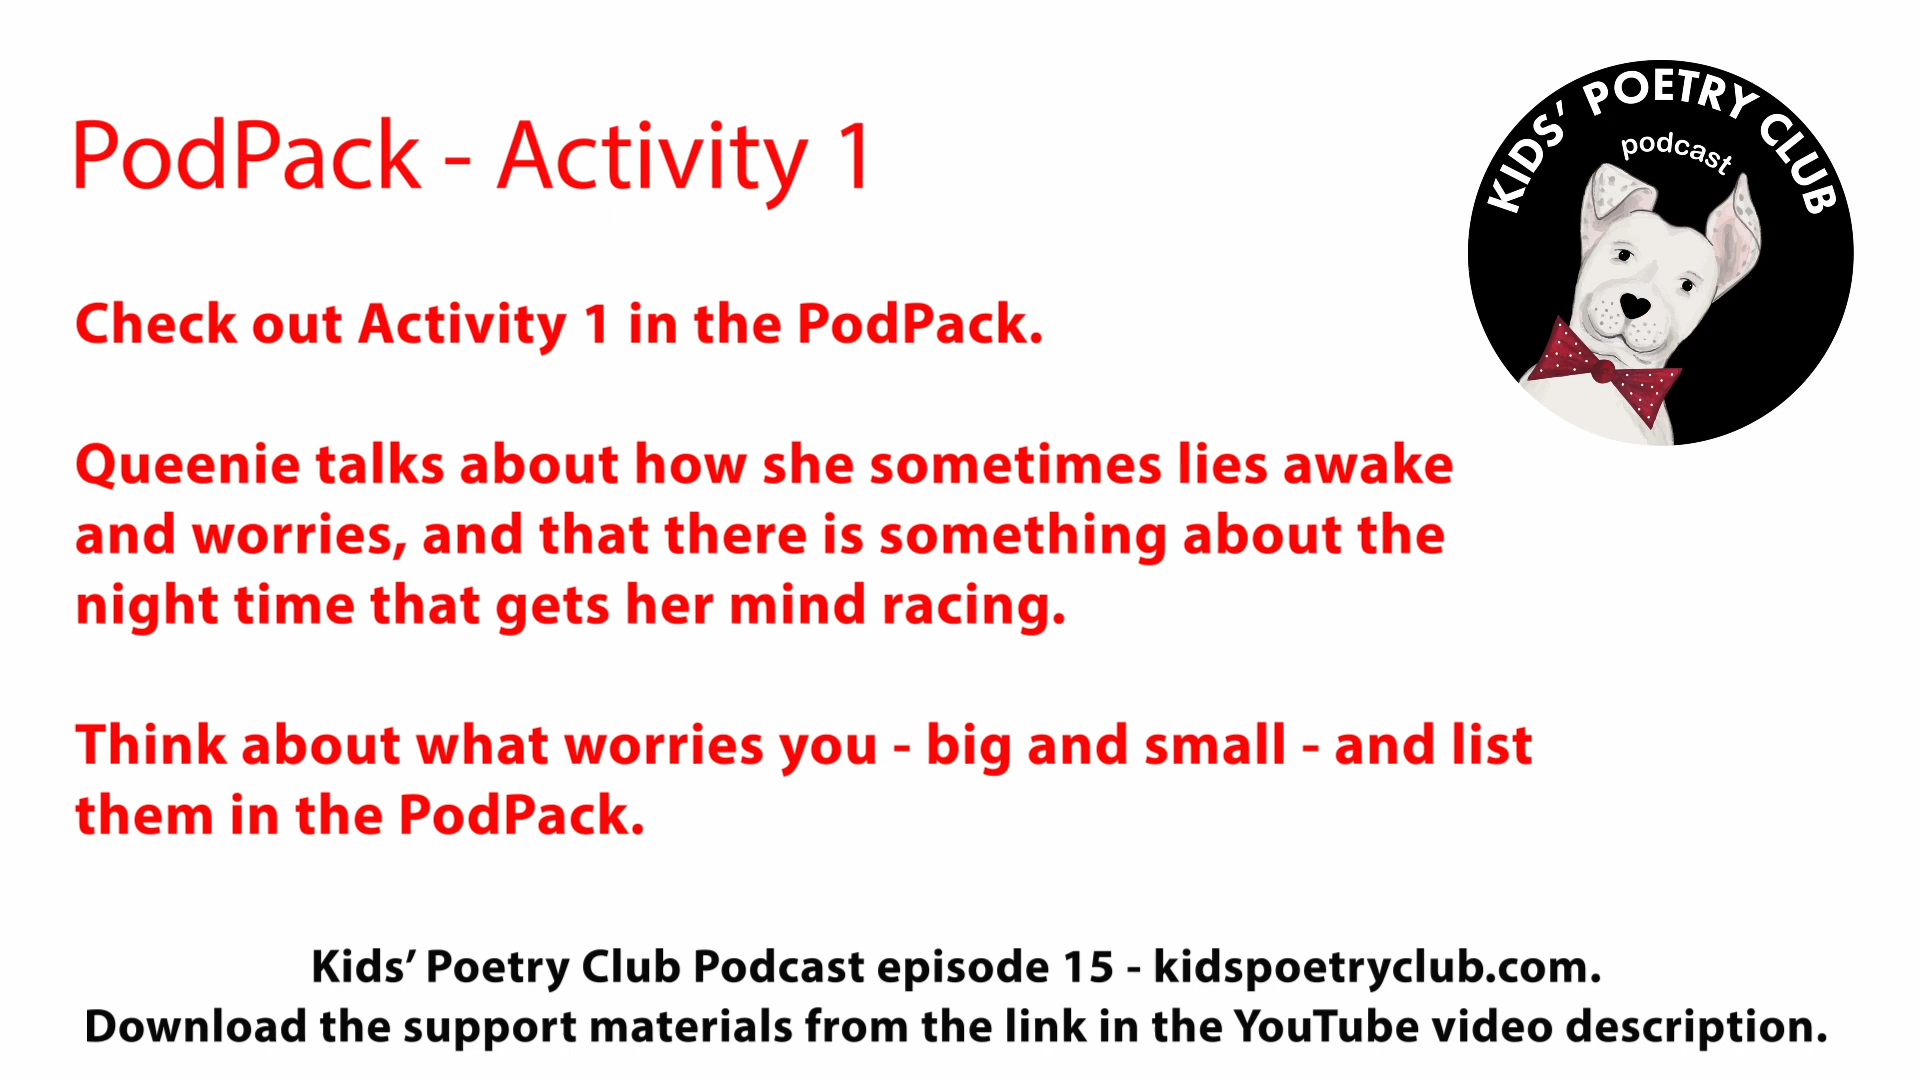 PodPack - Activity 1
KIDS’ POETRY CLUB
podcast
Check out Activity 1 in the PodPack.
Queenie talks about how she sometimes lies awake
and worries, and that there is something about the
night time that gets her mind racing.
Think about what worries you - big and small - and list
them in the PodPack.
Kids’ Poetry Club Podcast episode 15 - kidspoetryclub.com.
Download the support materials from the link in the YouTube video description.